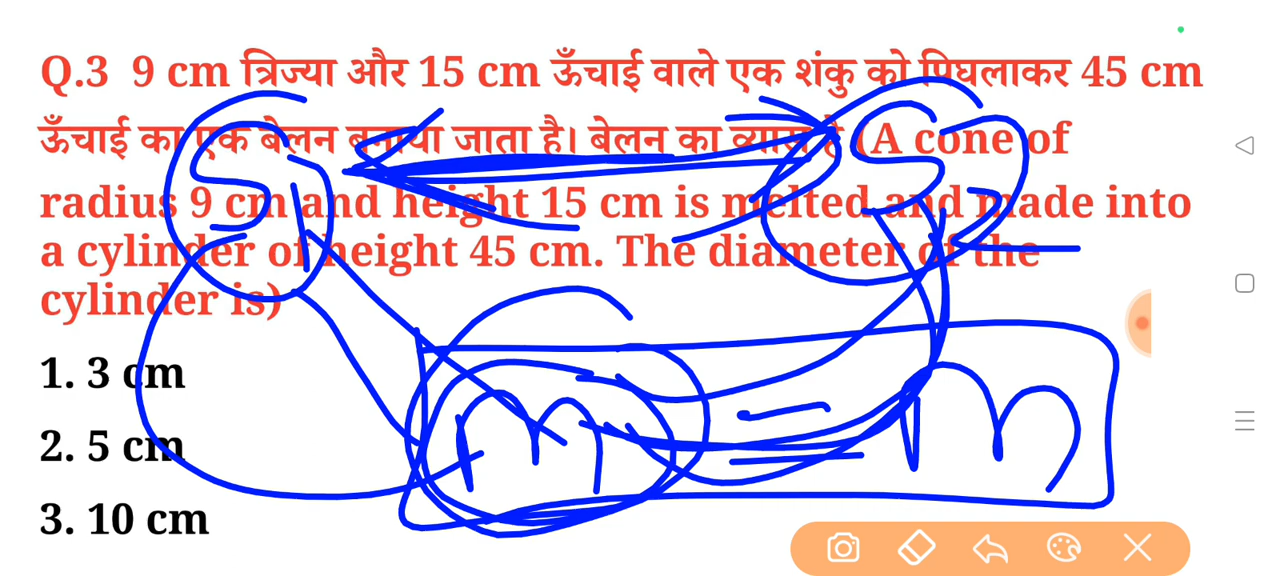 Q.3 9 cm त्रिज्या और 15 cm ऊँचाई वाले एक शंकु को पिघलाकर 45 cm
ऊँचाई का एक बेलन बनाया जाता है। बेलन का व्यास है (A cone of
radius 9 cm and height 15 cm is melted and made into
a cylinder of height 45 cm. The diameter of the
cylinder is)
S1 S2
1. 3 cm
m = m
2. 5 cm
3. 10 cm